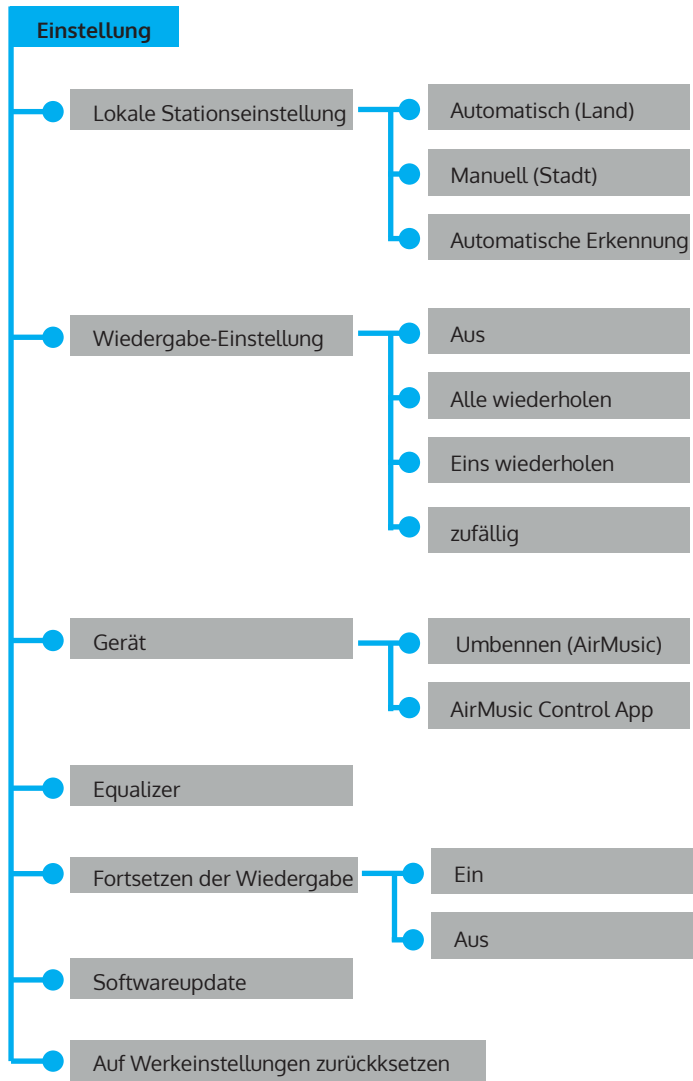 Einstellung
Lokale Stationseinstellung
Automatisch (Land)
Manuell (Stadt)
Automatische Erkennung
Wiedergabe-Einstellung
Aus
Alle wiederholen
Eins wiederholen
zufällig
Gerät
Umbennen (AirMusic)
AirMusic Control App
Equalizer
Fortsetzen der Wiedergabe
Ein
Aus
Softwareupdate
Auf Werkeinstellungen zurückksetzen